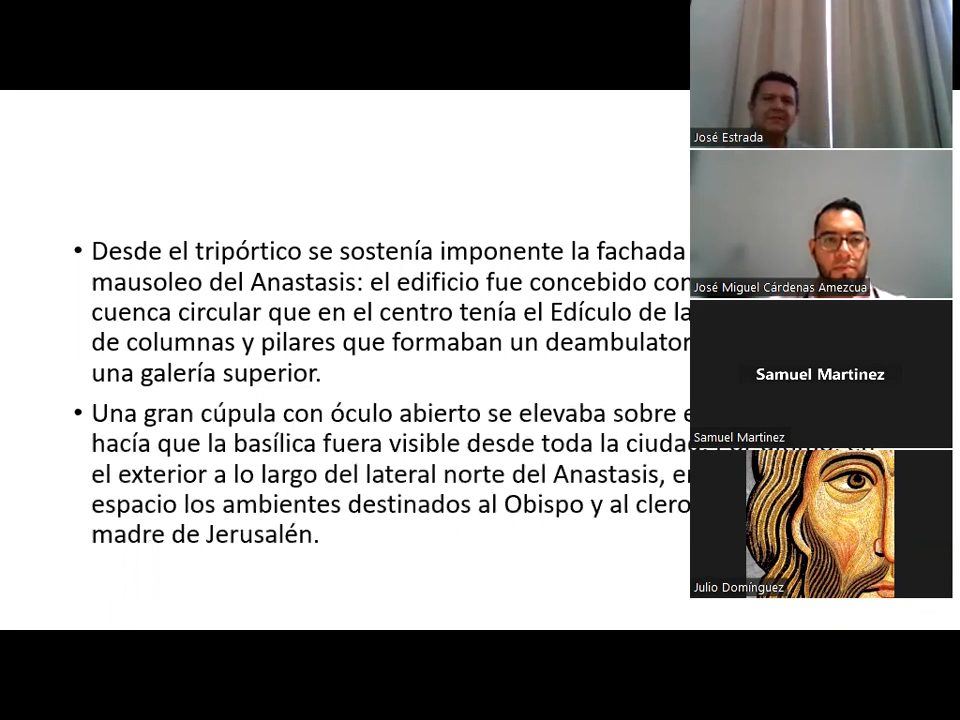 • Desde el tripórtico se sostenía imponente la fachada
mausoleo del Anastasis: el edificio fue concebido con
cuenca circular que en el centro tenía el Edículo de la
de columnas y pilares que formaban un deambulator
una galería superior.
• Una gran cúpula con óculo abierto se elevaba sobre e
hacía que la basílica fuera visible desde toda la ciudad
el exterior a lo largo del lateral norte del Anastasis, en
espacio los ambientes destinados al Obispo y al clero
madre de Jerusalén.
José Estrada
José Miguel Cárdenas Amezcua
Samuel Martinez
Samuel Martinez
Julio Domínguez